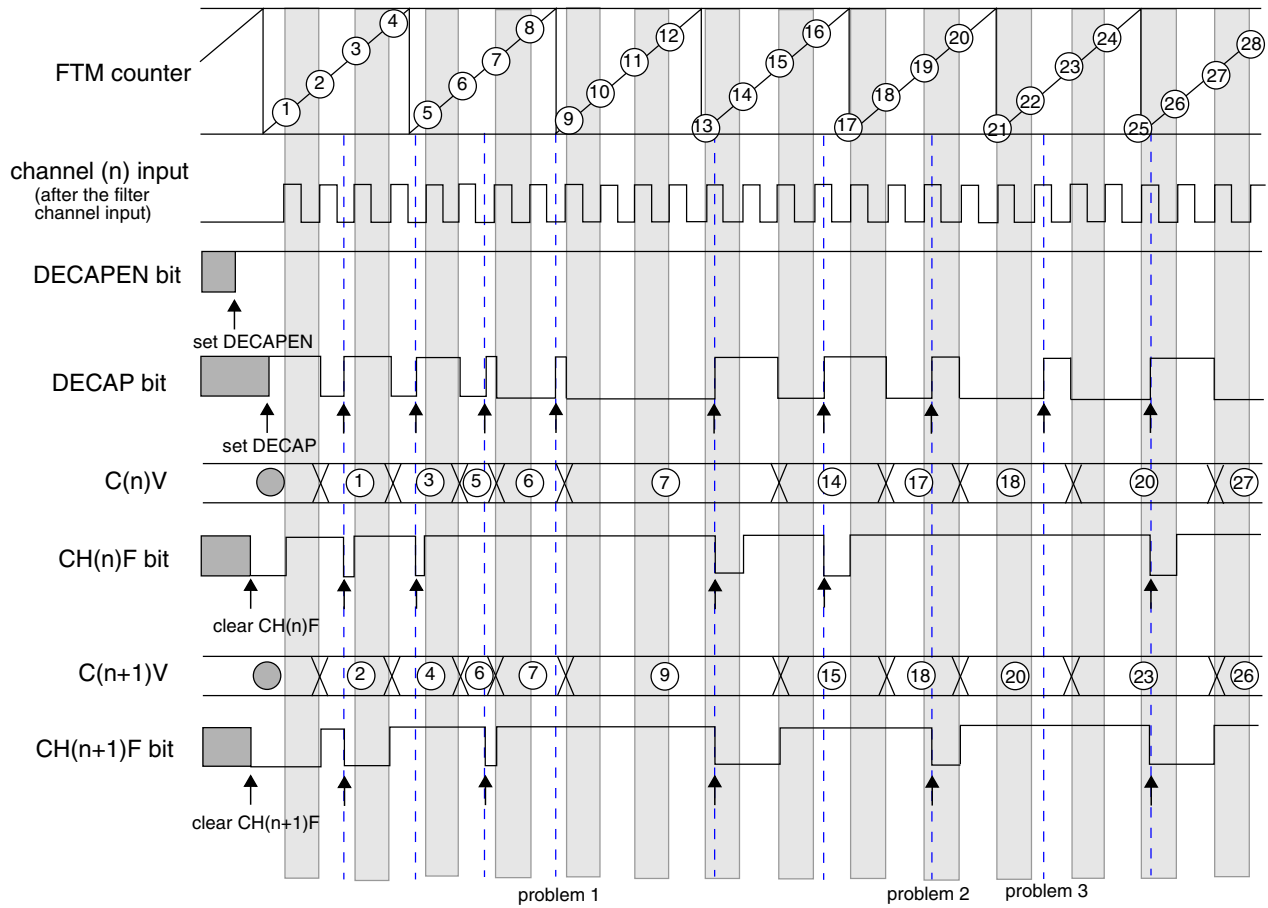 FTM counter
1 2 3 4 5 6 7 8 9 10 11 12 13 14 15 16 17 18 19 20 21 22 23 24 25 26 27 28
channel (n) input
(after the filter
channel input)
DECAPEN bit
set DECAPEN
DECAP bit
set DECAP
C(n)V
1 3 5 6 7 14 17 18 20 27
CH(n)F bit
clear CH(n)F
C(n+1)V
2 4 6 7 9 15 18 20 23 26
CH(n+1)F bit
clear CH(n+1)F
problem 1 problem 2 problem 3